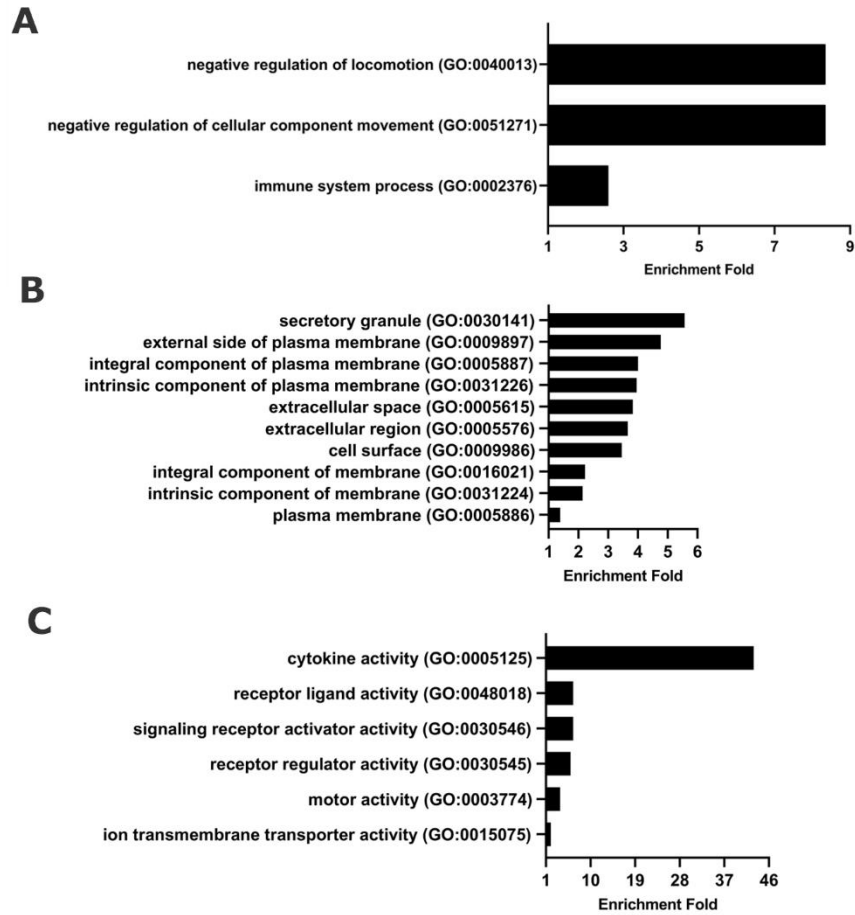 A
negative regulation of locomotion (GO:0040013)
negative regulation of cellular component movement (GO:0051271)
immune system process (GO:0002376)
1 3 5 7 9
Enrichment Fold
B
secretory granule (GO:0030141)
external side of plasma membrane (GO:0009897)
integral component of plasma membrane (GO:0005887)
intrinsic component of plasma membrane (GO:0031226)
extracellular space (GO:0005615)
extracellular region (GO:0005576)
cell surface (GO:0009986)
integral component of membrane (GO:0016021)
intrinsic component of membrane (GO:0031224)
plasma membrane (GO:0005886)
1 2 3 4 5 6
Enrichment Fold
C
cytokine activity (GO:0005125)
receptor ligand activity (GO:0048018)
signaling receptor activator activity (GO:0030546)
receptor regulator activity (GO:0030545)
motor activity (GO:0003774)
ion transmembrane transporter activity (GO:0015075)
1 10 19 28 37 46
Enrichment Fold